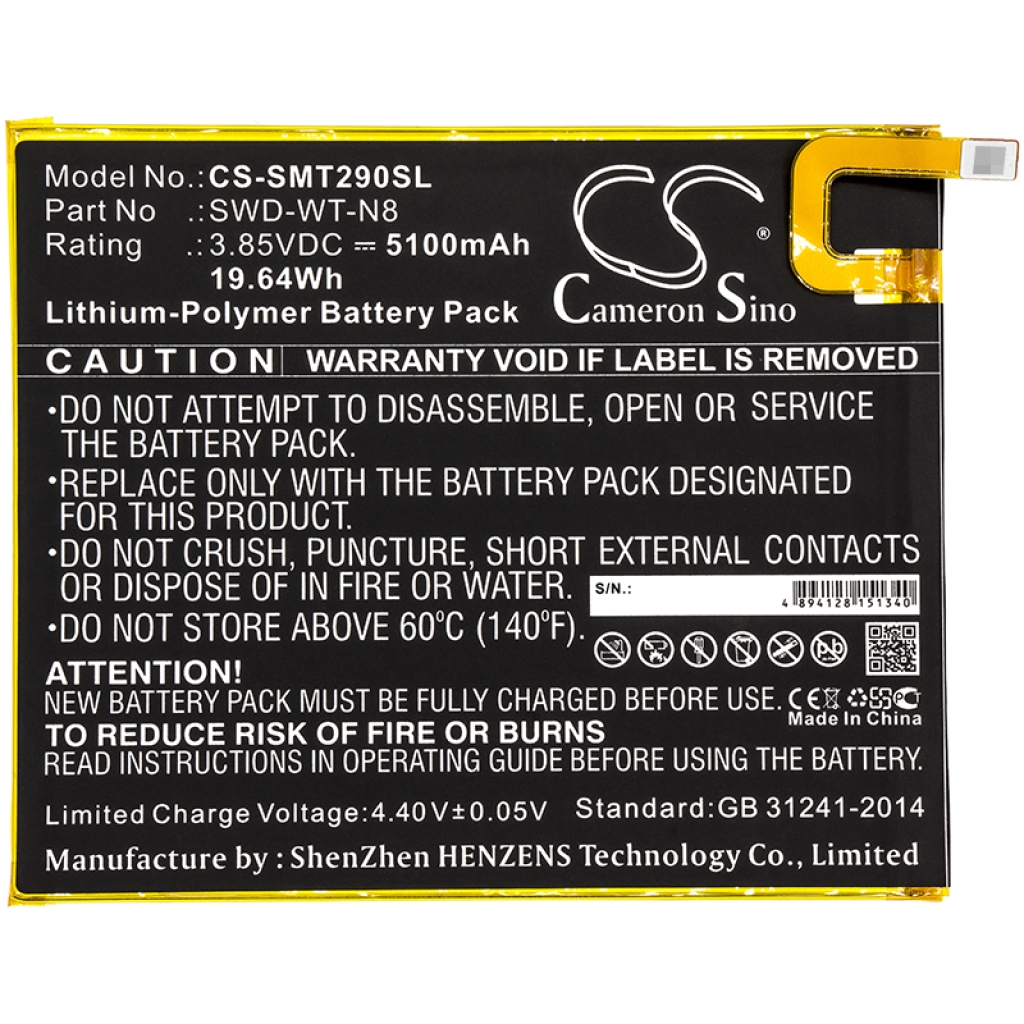 Model No.: CS-SMT290SL
Part No .: SWD-WT-N8
Rating .: 3.85VDC ⎓ 5100mAh
19.64Wh
Lithium-Polymer Battery Pack
CS
®
Cameron Sino
CAUTION WARRANTY VOID IF LABEL IS REMOVED
•DO NOT ATTEMPT TO DISASSEMBLE, OPEN OR SERVICE
THE BATTERY PACK.
•REPLACE ONLY WITH THE BATTERY PACK DESIGNATED
FOR THIS PRODUCT.
•DO NOT CRUSH, PUNCTURE, SHORT EXTERNAL CONTACTS
OR DISPOSE OF IN FIRE OR WATER.
•DO NOT STORE ABOVE 60°C (140°F).
S/N.:
4 894128 151340
Pb
ATTENTION!
NEW BATTERY PACK MUST BE FULLY CHARGED BEFORE USE.
CE
Made In China
TO REDUCE RISK OF FIRE OR BURNS
READ INSTRUCTIONS IN OPERATING GUIDE BEFORE USING THE BATTERY.
Limited Charge Voltage:4.40V±0.05V Standard:GB 31241-2014
Manufacture by : ShenZhen HENZENS Technology Co., Limited